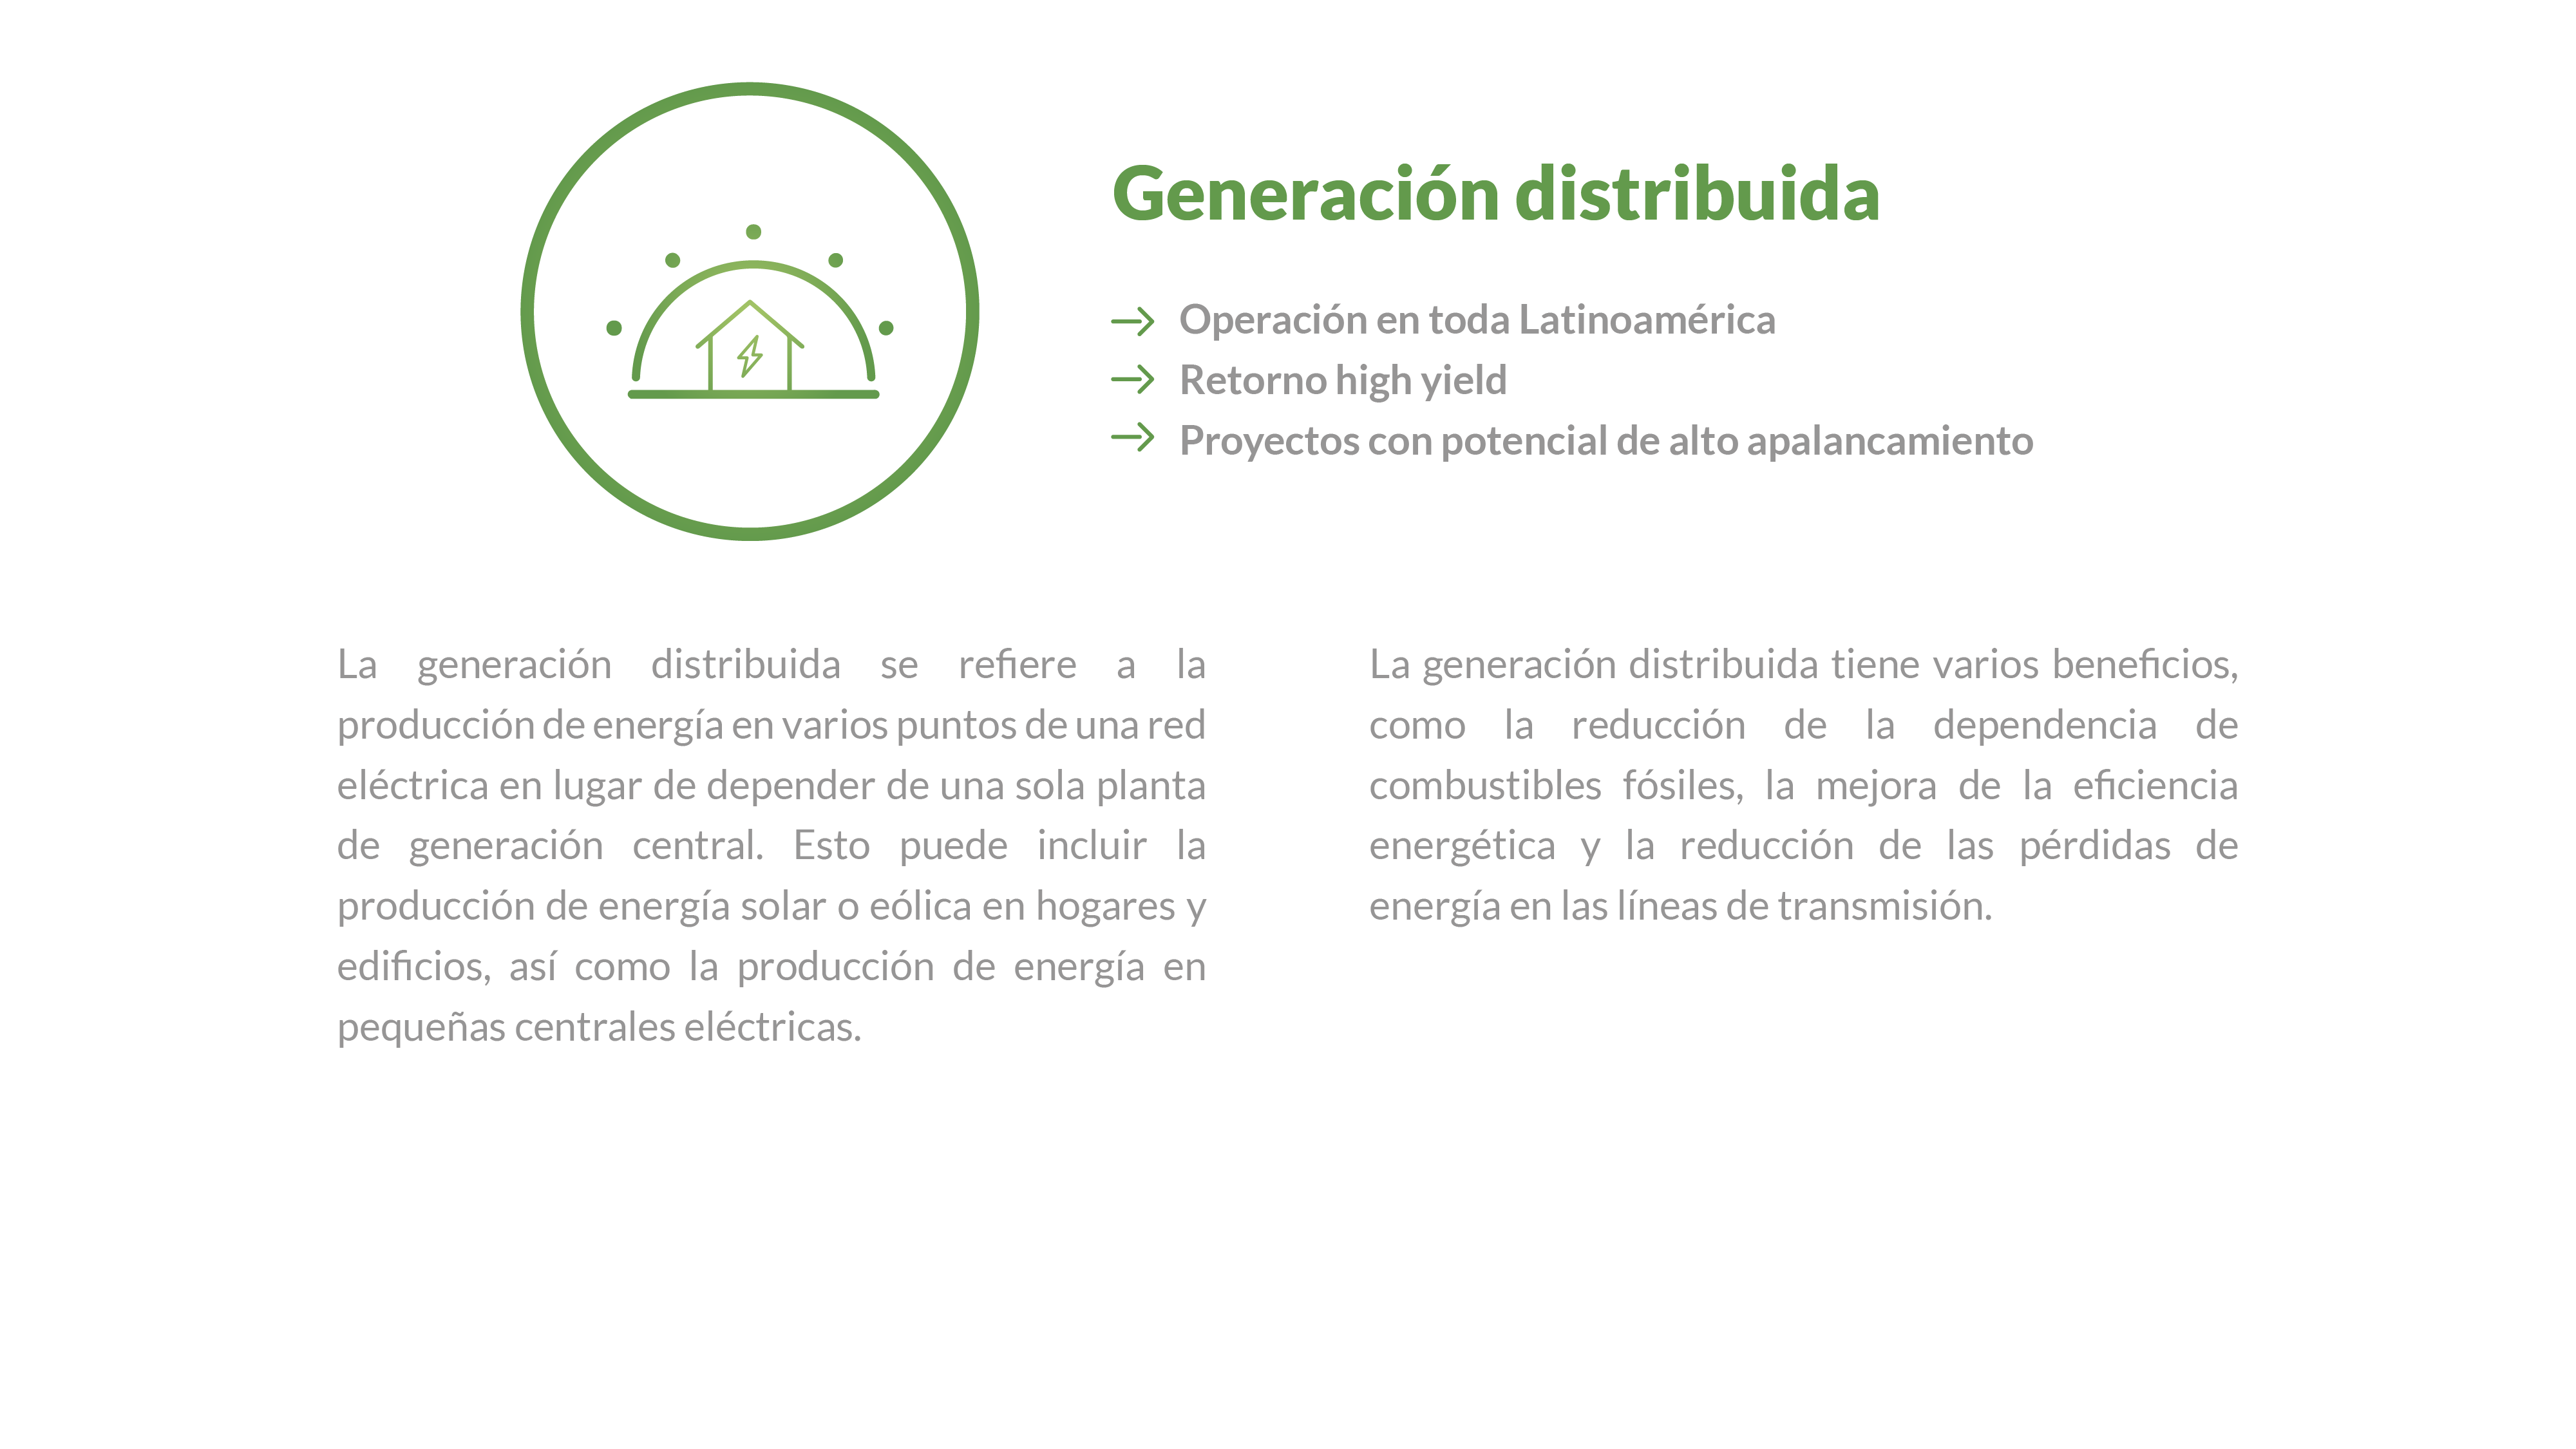 Generación distribuida
Operación en toda Latinoamérica
Retorno high yield
Proyectos con potencial de alto apalancamiento
La generación distribuida se refiere a la
producción de energía en varios puntos de una red
eléctrica en lugar de depender de una sola planta
de generación central. Esto puede incluir la
producción de energía solar o eólica en hogares y
edificios, así como la producción de energía en
pequeñas centrales eléctricas.
La generación distribuida tiene varios beneficios,
como la reducción de la dependencia de
combustibles fósiles, la mejora de la eficiencia
energética y la reducción de las pérdidas de
energía en las líneas de transmisión.